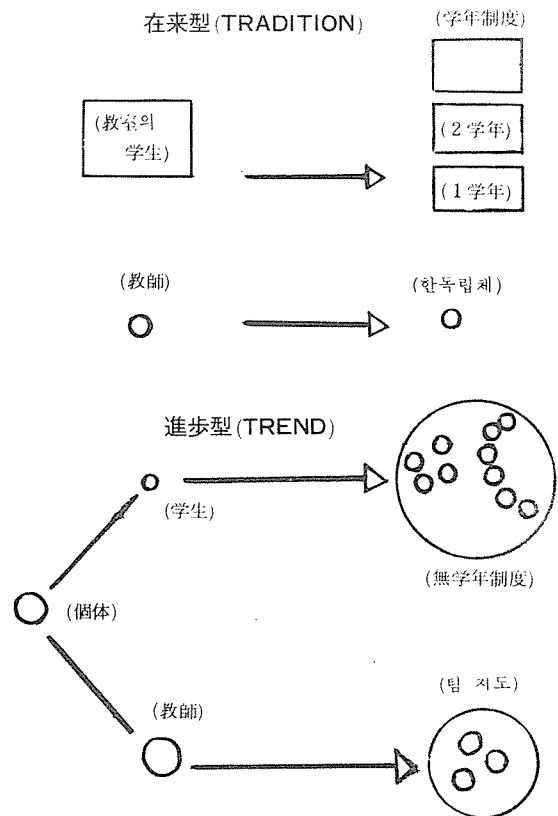 在来型(TRADITION)
(学年制度)
(教室의
学生)
(2学年)
(1学年)
(教師)
(한독립체)
進歩型(TREND)
(学生)
(無学年制度)
(個体)
(教師)
(팀 지도)